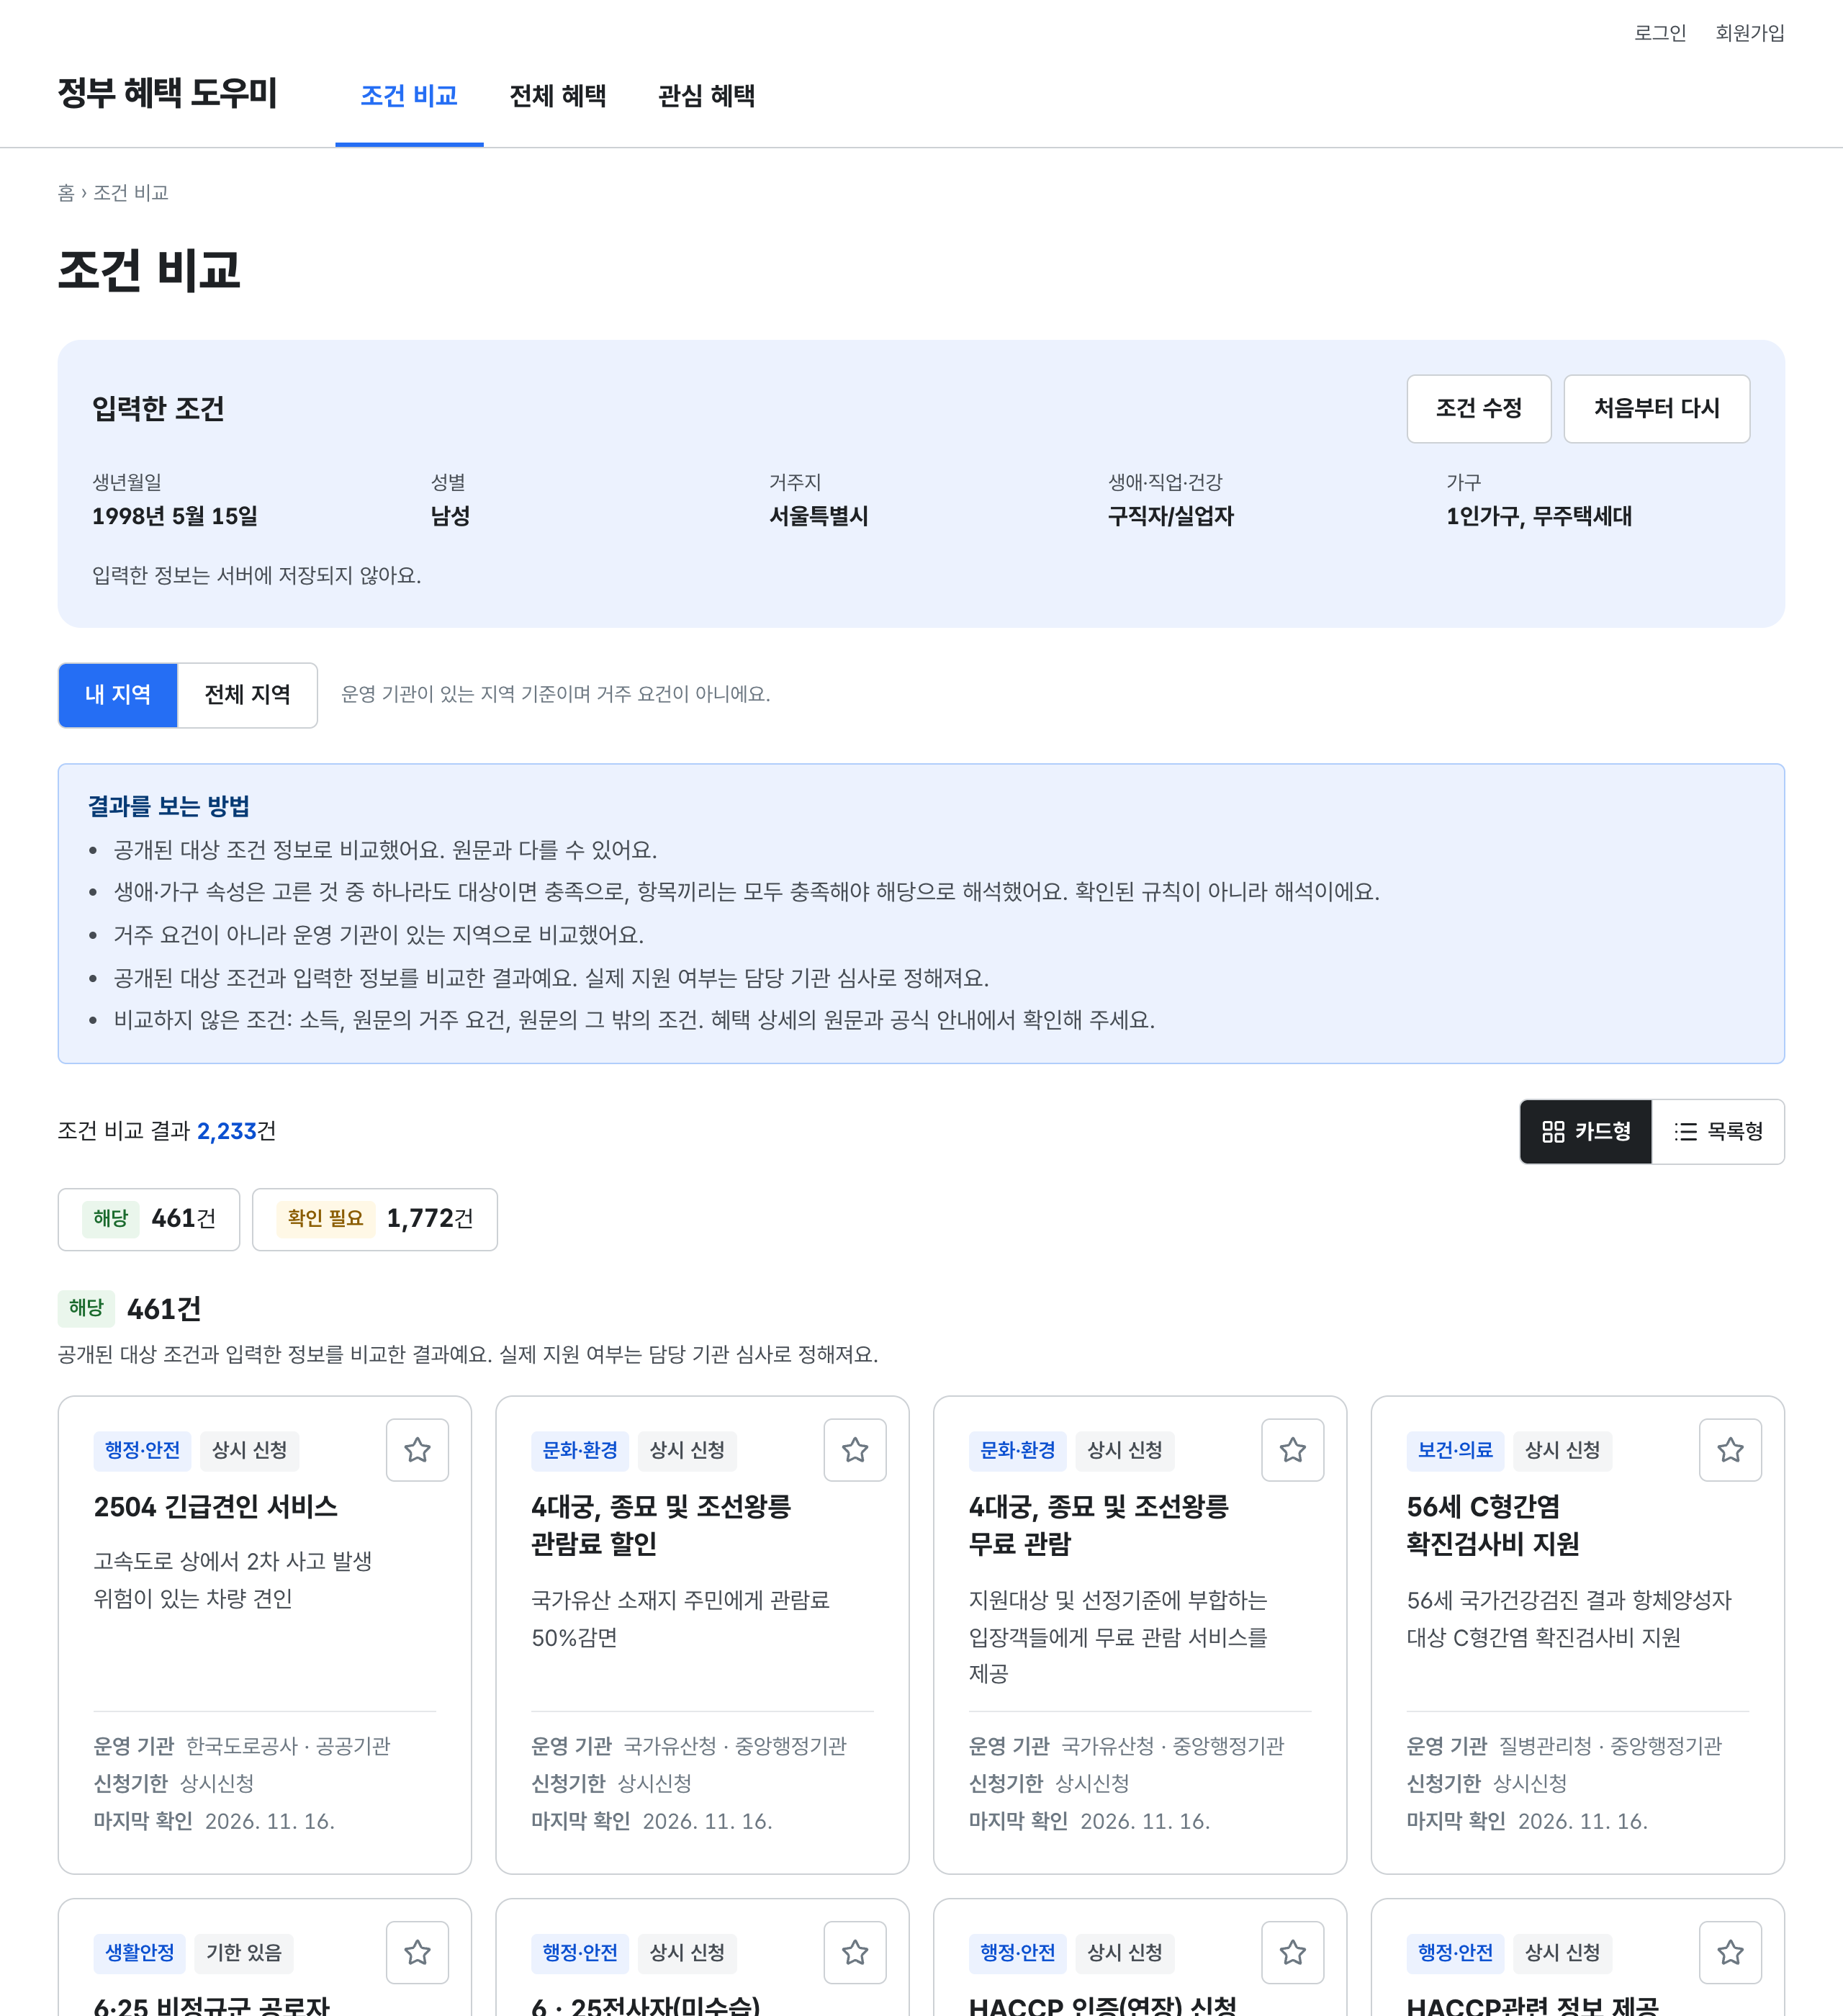 로그인 회원가입
정부 혜택 도우미 조건 비교 전체 혜택 관심 혜택
홈 › 조건 비교
조건 비교
입력한 조건 조건 수정 처음부터 다시
생년월일 성별 거주지 생애·직업·건강 가구
1998년 5월 15일 남성 서울특별시 구직자/실업자 1인가구, 무주택세대
입력한 정보는 서버에 저장되지 않아요.
내 지역 전체 지역 운영 기관이 있는 지역 기준이며 거주 요건이 아니에요.
결과를 보는 방법
• 공개된 대상 조건 정보로 비교했어요. 원문과 다를 수 있어요.
• 생애·가구 속성은 고른 것 중 하나라도 대상이면 충족으로, 항목끼리는 모두 충족해야 해당으로 해석했어요. 확인된 규칙이 아니라 해석이에요.
• 거주 요건이 아니라 운영 기관이 있는 지역으로 비교했어요.
• 공개된 대상 조건과 입력한 정보를 비교한 결과예요. 실제 지원 여부는 담당 기관 심사로 정해져요.
• 비교하지 않은 조건: 소득, 원문의 거주 요건, 원문의 그 밖의 조건. 혜택 상세의 원문과 공식 안내에서 확인해 주세요.
조건 비교 결과 2,233건 카드형 목록형
해당 461건 확인 필요 1,772건
해당 461건
공개된 대상 조건과 입력한 정보를 비교한 결과예요. 실제 지원 여부는 담당 기관 심사로 정해져요.
행정·안전 상시 신청
2504 긴급견인 서비스
고속도로 상에서 2차 사고 발생
위험이 있는 차량 견인
운영 기관 한국도로공사 · 공공기관
신청기한 상시신청
마지막 확인 2026. 11. 16.
문화·환경 상시 신청
4대궁, 종묘 및 조선왕릉
관람료 할인
국가유산 소재지 주민에게 관람료
50%감면
운영 기관 국가유산청 · 중앙행정기관
신청기한 상시신청
마지막 확인 2026. 11. 16.
문화·환경 상시 신청
4대궁, 종묘 및 조선왕릉
무료 관람
지원대상 및 선정기준에 부합하는
입장객들에게 무료 관람 서비스를
제공
운영 기관 국가유산청 · 중앙행정기관
신청기한 상시신청
마지막 확인 2026. 11. 16.
보건·의료 상시 신청
56세 C형간염
확진검사비 지원
56세 국가건강검진 결과 항체양성자
대상 C형간염 확진검사비 지원
운영 기관 질병관리청 · 중앙행정기관
신청기한 상시신청
마지막 확인 2026. 11. 16.
생활안정 기한 있음
6·25 비정규군 공로자
행정·안전 상시 신청
6 · 25전사자(미수습)
행정·안전 상시 신청
HACCP 인증(연장) 신청
행정·안전 상시 신청
HACCP관련 정보 제공